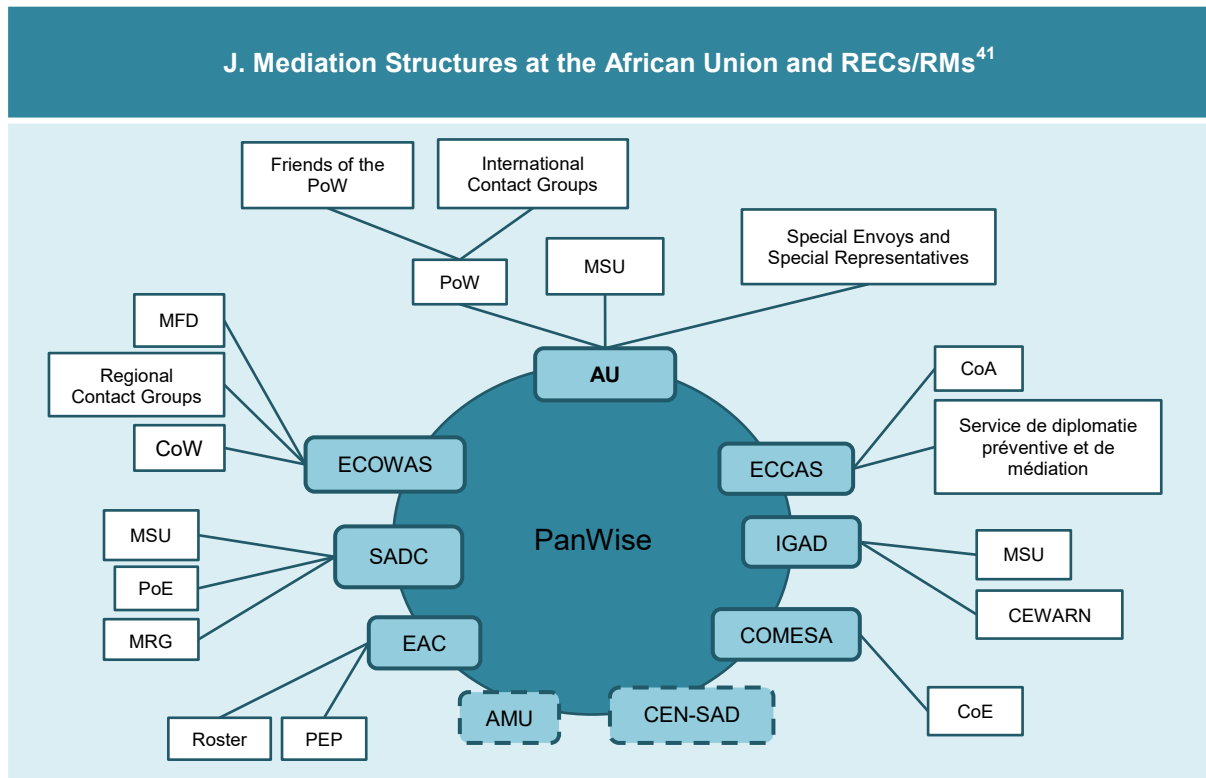 J. Mediation Structures at the African Union and RECs/RMs41
Friends of the
PoW
International
Contact Groups
Special Envoys and
Special Representatives
MSU
PoW
MFD
Regional
Contact Groups
CoW
AU
CoA
Service de diplomatie
préventive et de
médiation
ECOWAS
ECCAS
MSU
PoE
MRG
SADC
PanWise
IGAD
MSU
CEWARN
EAC
COMESA
AMU
CEN-SAD
Roster
PEP
CoE